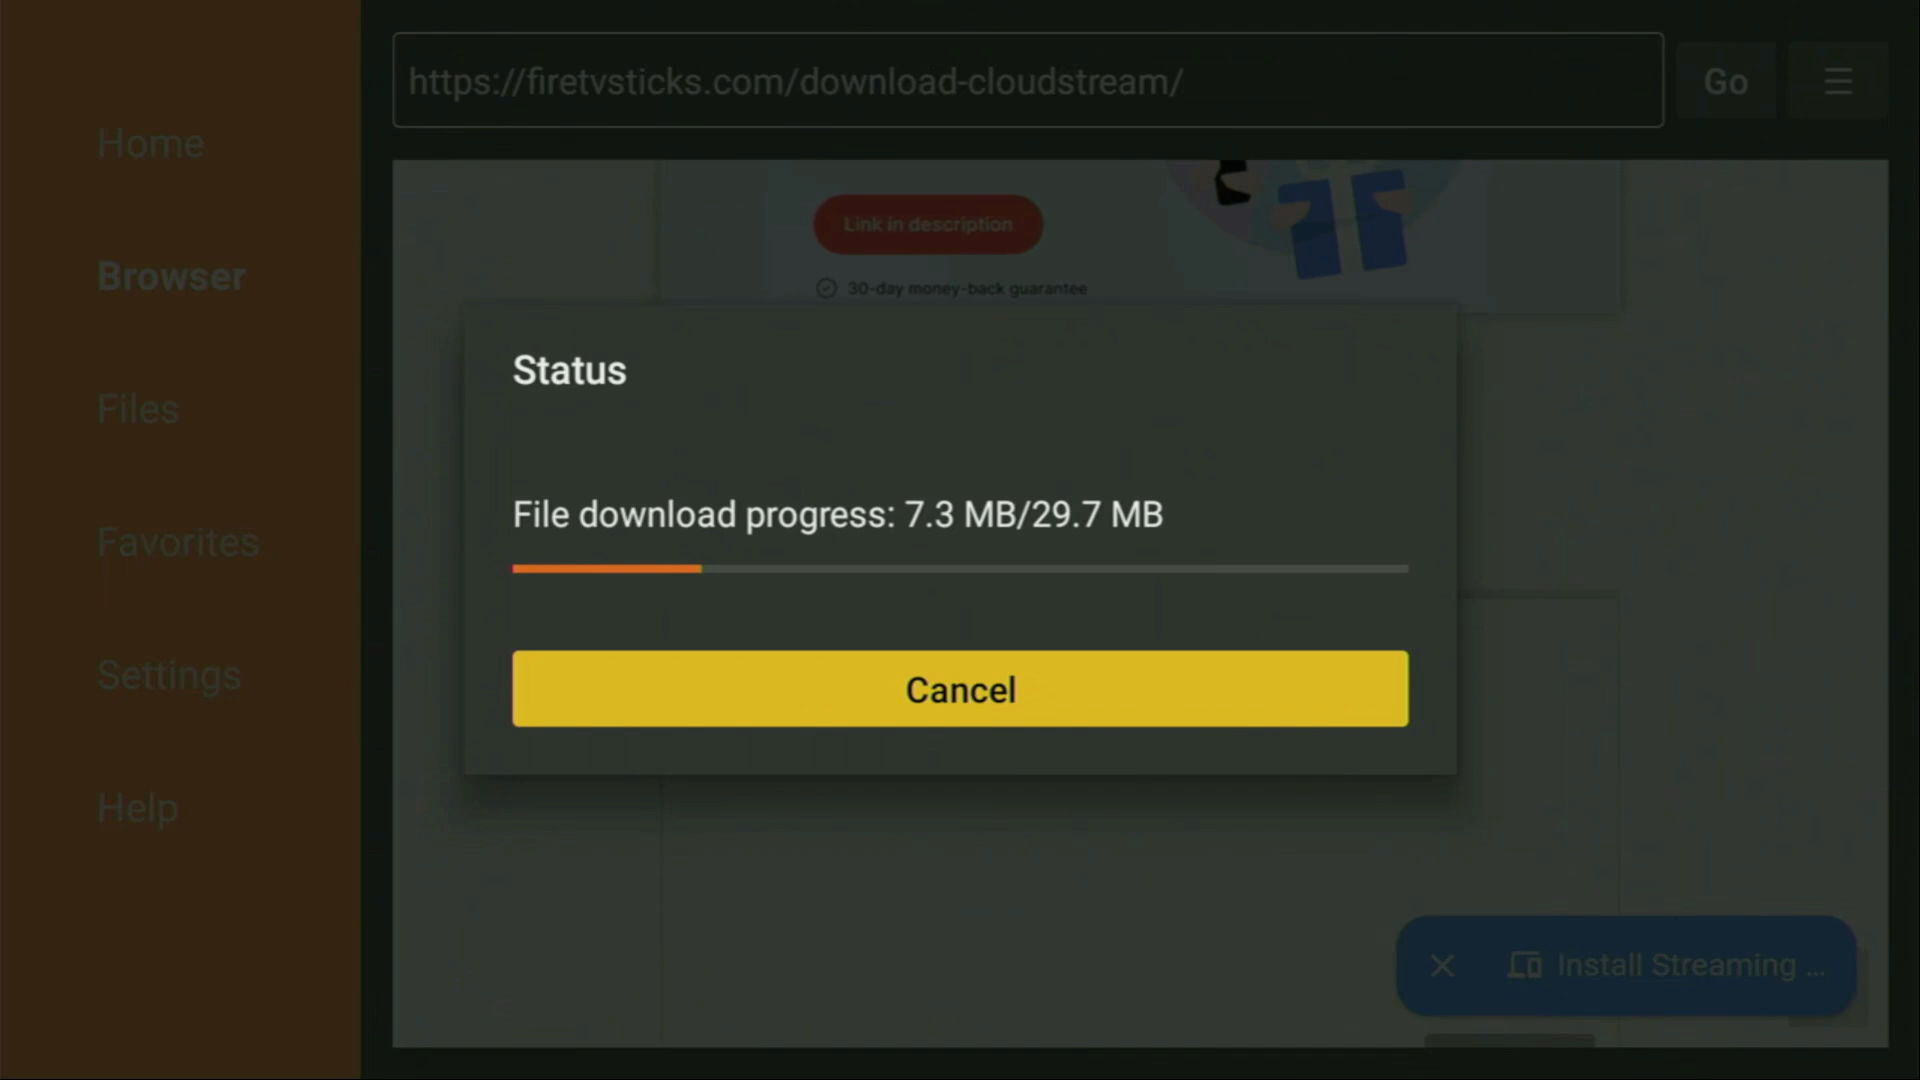 https://firetvsticks.com/download-cloudstream/
Go
Home
Browser
Files
Favorites
Settings
Help
Link in description
30-day money-back guarantee
Status
File download progress: 7.3 MB/29.7 MB
Cancel
Install Streaming ...